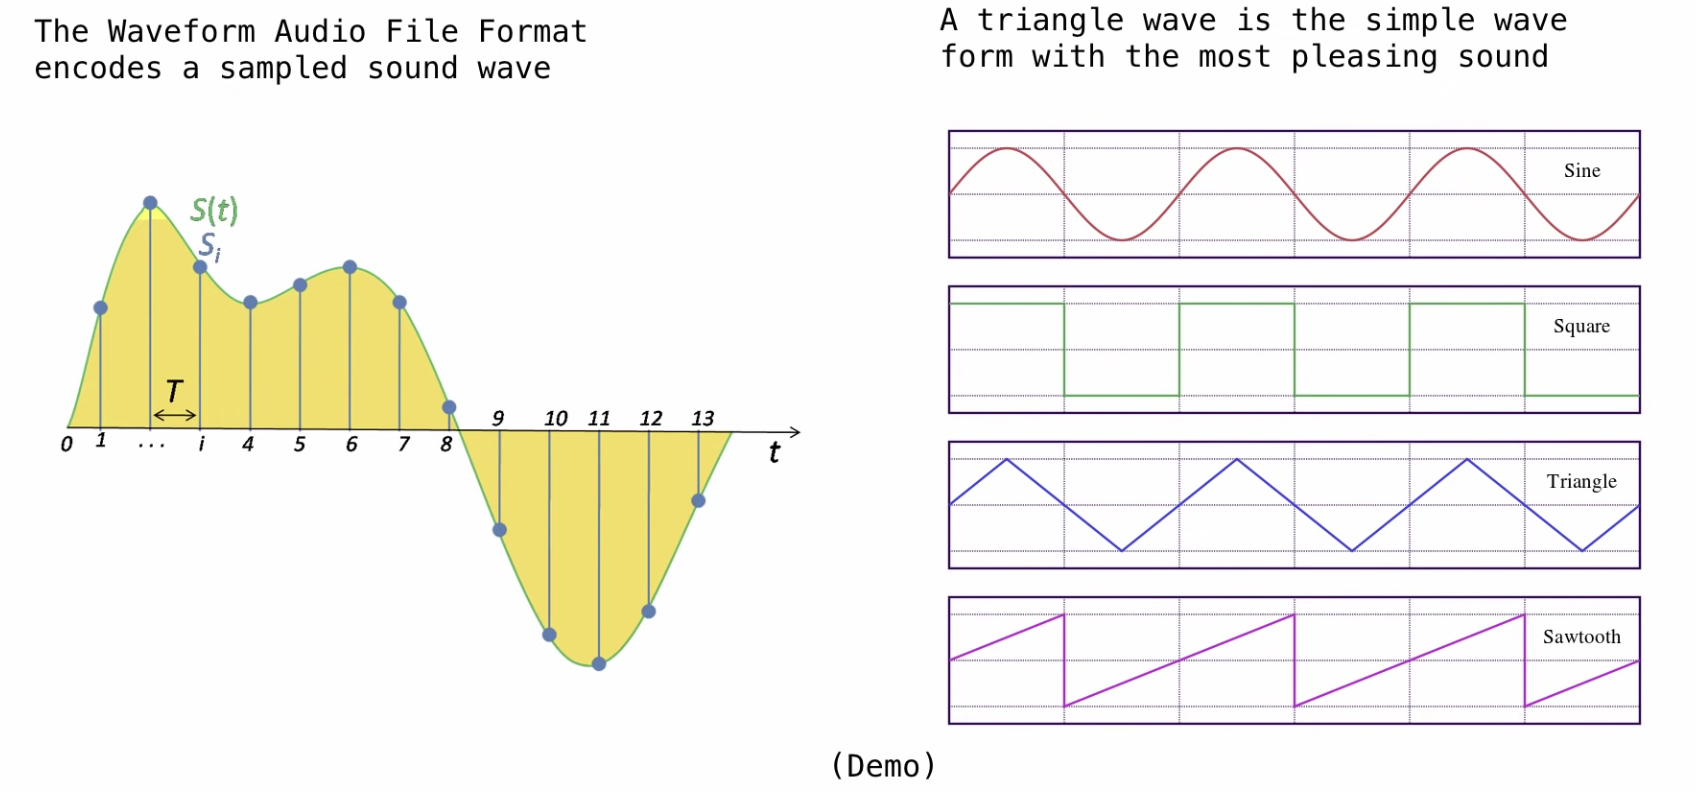 The Waveform Audio File Format
encodes a sampled sound wave
S(t)
Si
T
0 1 ... i 4 5 6 7 8 9 10 11 12 13
t
A triangle wave is the simple wave
form with the most pleasing sound
Sine
Square
Triangle
Sawtooth
(Demo)